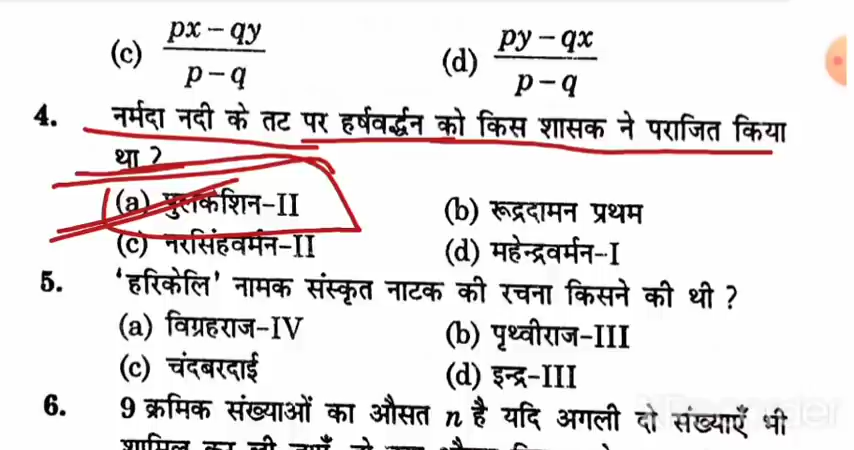 (c) px – qy / p – q (d) py – qx / p – q
4. नर्मदा नदी के तट पर हर्षवर्द्धन को किस शासक ने पराजित किया
था ?
(a) पुलकेशिन-II (b) रूद्रदामन प्रथम
(c) नरसिंहवर्मन-II (d) महेन्द्रवर्मन-I
5. 'हरिकेलि' नामक संस्कृत नाटक की रचना किसने की थी ?
(a) विग्रहराज-IV (b) पृथ्वीराज-III
(c) चंदबरदाई (d) इन्द्र-III
6. 9 क्रमिक संख्याओं का औसत n है यदि अगली दो संख्याएँ भी